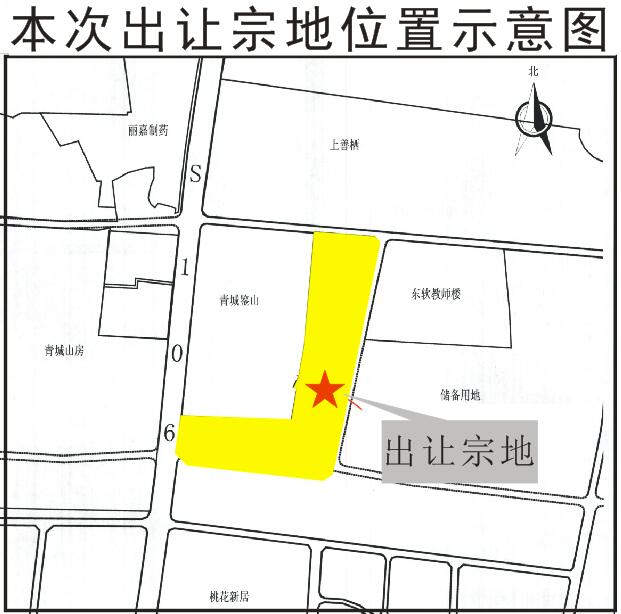 本次出让宗地位置示意图
北
丽嘉制药
上善栖
S
1
0
6
青城鉴山
东软教师楼
青城山房
储备用地
出让宗地
桃花新居